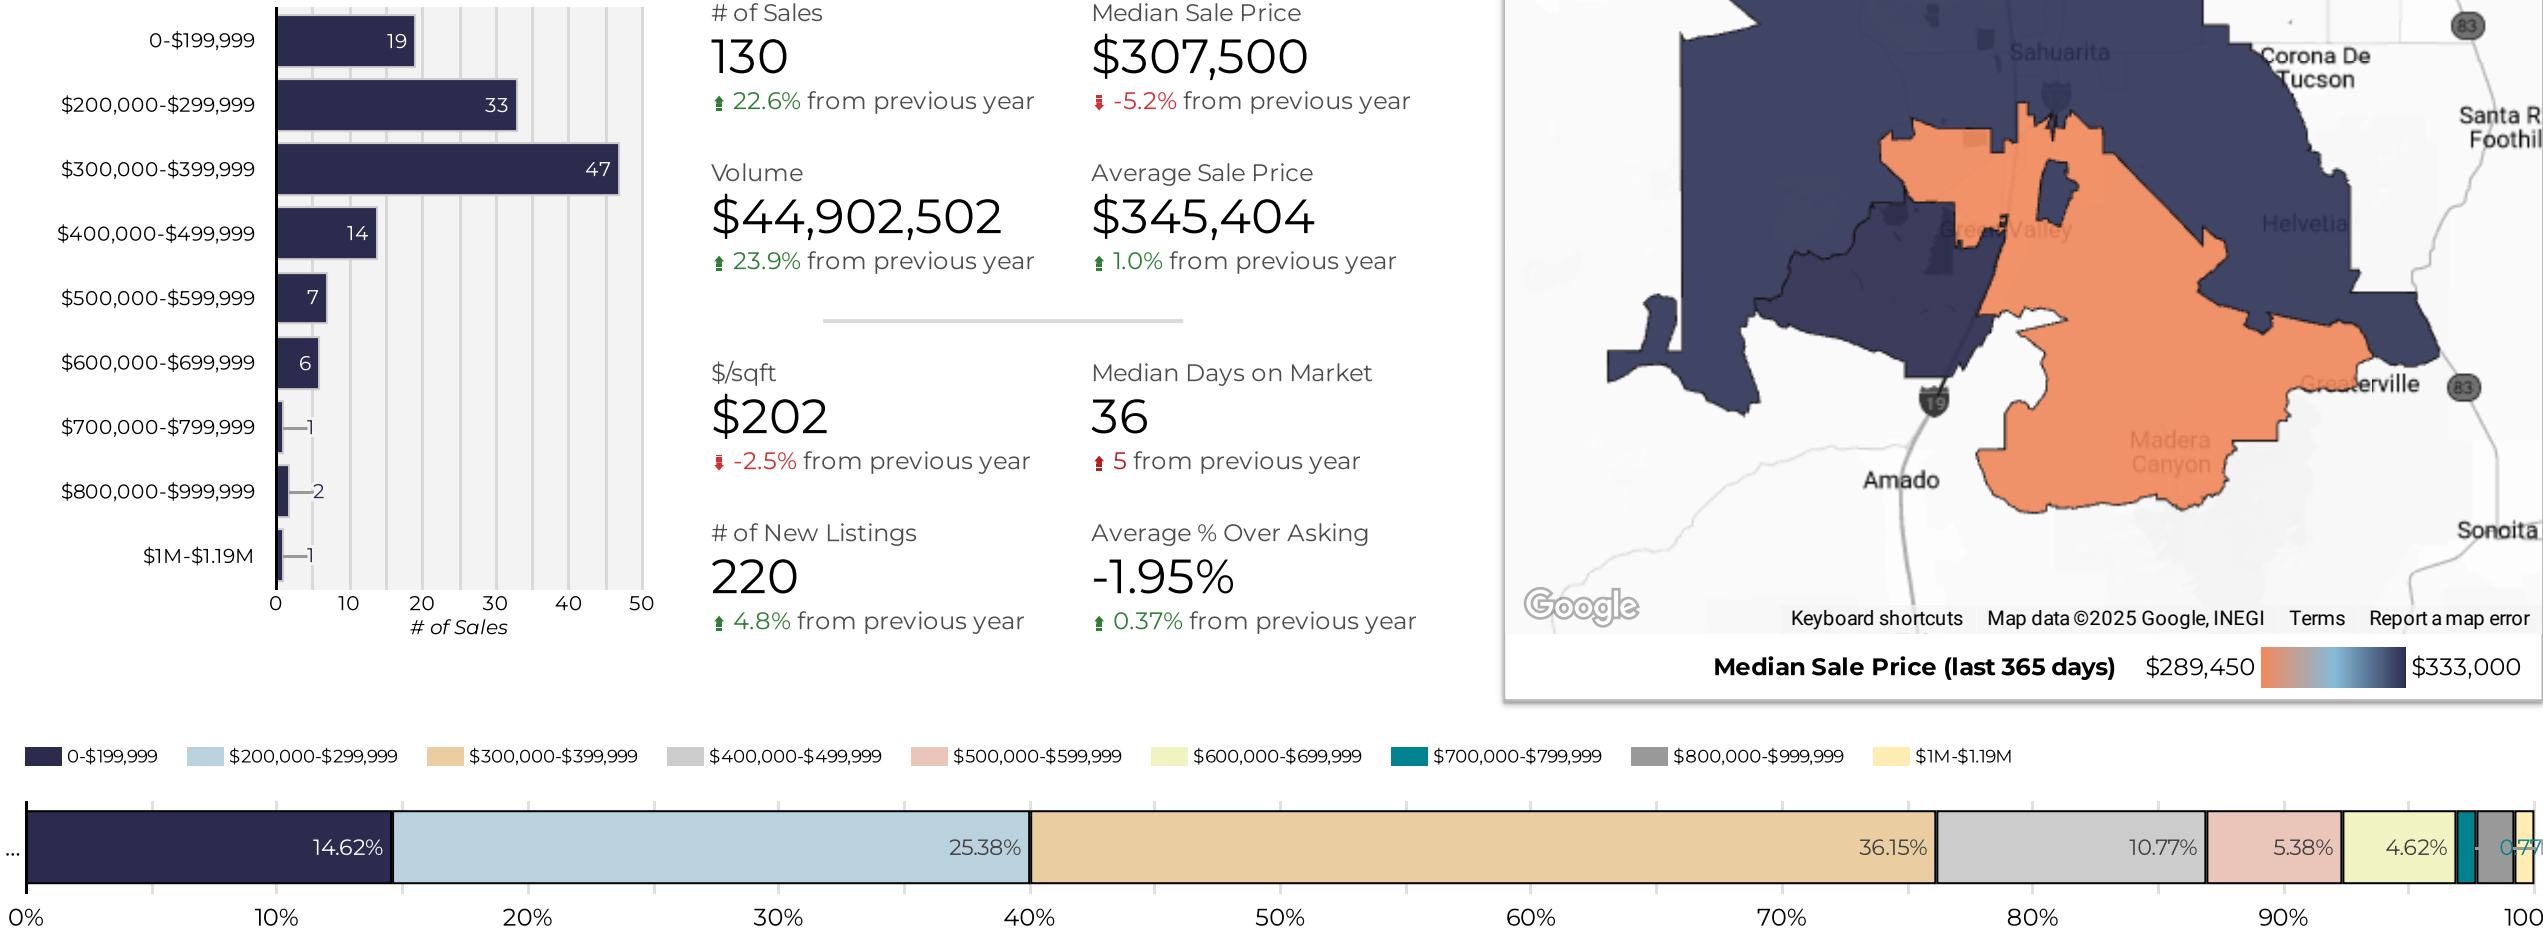 0-$199,999
19
$200,000-$299,999
33
$300,000-$399,999
47
$400,000-$499,999
14
$500,000-$599,999
7
$600,000-$699,999
6
$700,000-$799,999
1
$800,000-$999,999
2
$1M-$1.19M
1
0 10 20 30 40 50
# of Sales
# of Sales
130
22.6% from previous year
Median Sale Price
$307,500
-5.2% from previous year
Volume
$44,902,502
23.9% from previous year
Average Sale Price
$345,404
1.0% from previous year
$/sqft
$202
-2.5% from previous year
Median Days on Market
36
5 from previous year
# of New Listings
220
4.8% from previous year
Average % Over Asking
-1.95%
0.37% from previous year
83
Sahuarita
Corona De
Tucson
Santa R
Foothil
Green Valley
Helvetia
Greaterville
83
19
Madera
Canyon
Amado
Sonoita
Google
Keyboard shortcuts Map data ©2025 Google, INEGI Terms Report a map error
Median Sale Price (last 365 days) $289,450 $333,000
0-$199,999 $200,000-$299,999 $300,000-$399,999 $400,000-$499,999 $500,000-$599,999 $600,000-$699,999 $700,000-$799,999 $800,000-$999,999 $1M-$1.19M
... 14.62% 25.38% 36.15% 10.77% 5.38% 4.62% 0.77
0% 10% 20% 30% 40% 50% 60% 70% 80% 90% 100